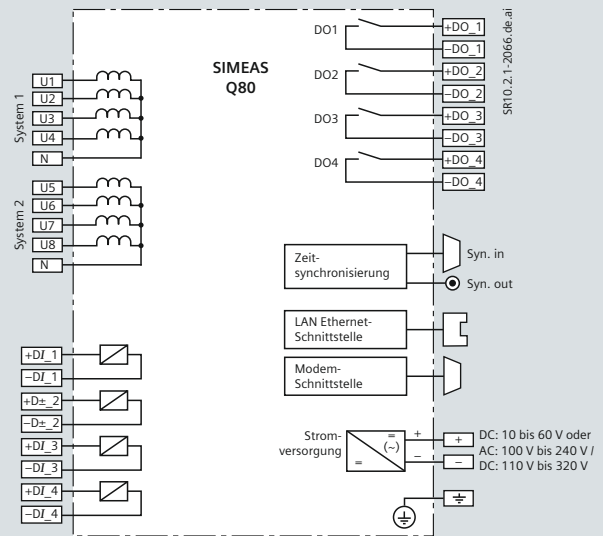 SIMEAS
Q80
System 1
U1
U2
U3
U4
N
System 2
U5
U6
U7
U8
N
+DI_1
−DI_1
+D±_2
−D±_2
+DI_3
−DI_3
+DI_4
−DI_4
DO1
+DO_1
−DO_1
DO2
+DO_2
−DO_2
DO3
+DO_3
−DO_3
DO4
+DO_4
−DO_4
SR10.2.1-2066.de.ai
Zeit-
synchronisierung
Syn. in
Syn. out
LAN Ethernet-
Schnittstelle
Modem-
Schnittstelle
Strom-
versorgung
=
(~)
=
+
−
+
−
DC: 10 bis 60 V oder
AC: 100 V bis 240 V /
DC: 110 V bis 320 V